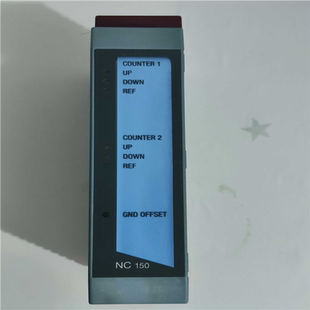 COUNTER 1
UP
DOWN
REF
COUNTER 2
UP
DOWN
REF
GND OFFSET
NC 150